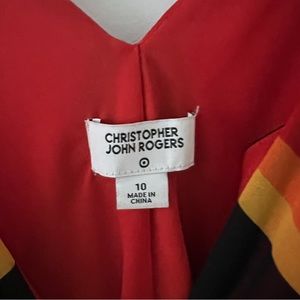 CHRISTOPHER
JOHN ROGERS
10
MADE IN
CHINA